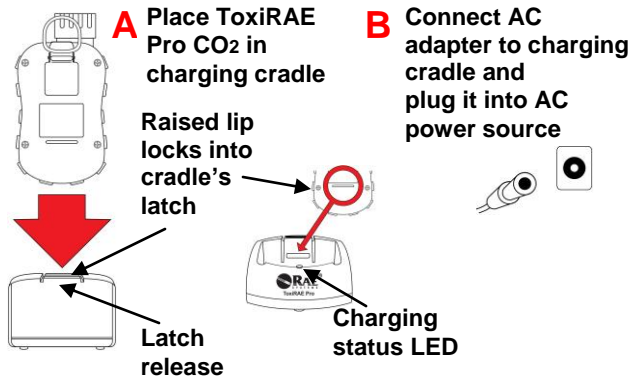 A Place ToxiRAE
Pro CO2 in
charging cradle
B Connect AC
adapter to charging
cradle and
plug it into AC
power source
Raised lip
locks into
cradle's
latch
RAE
SYSTEMS
ToxiRAE Pro
Latch
release
Charging
status LED